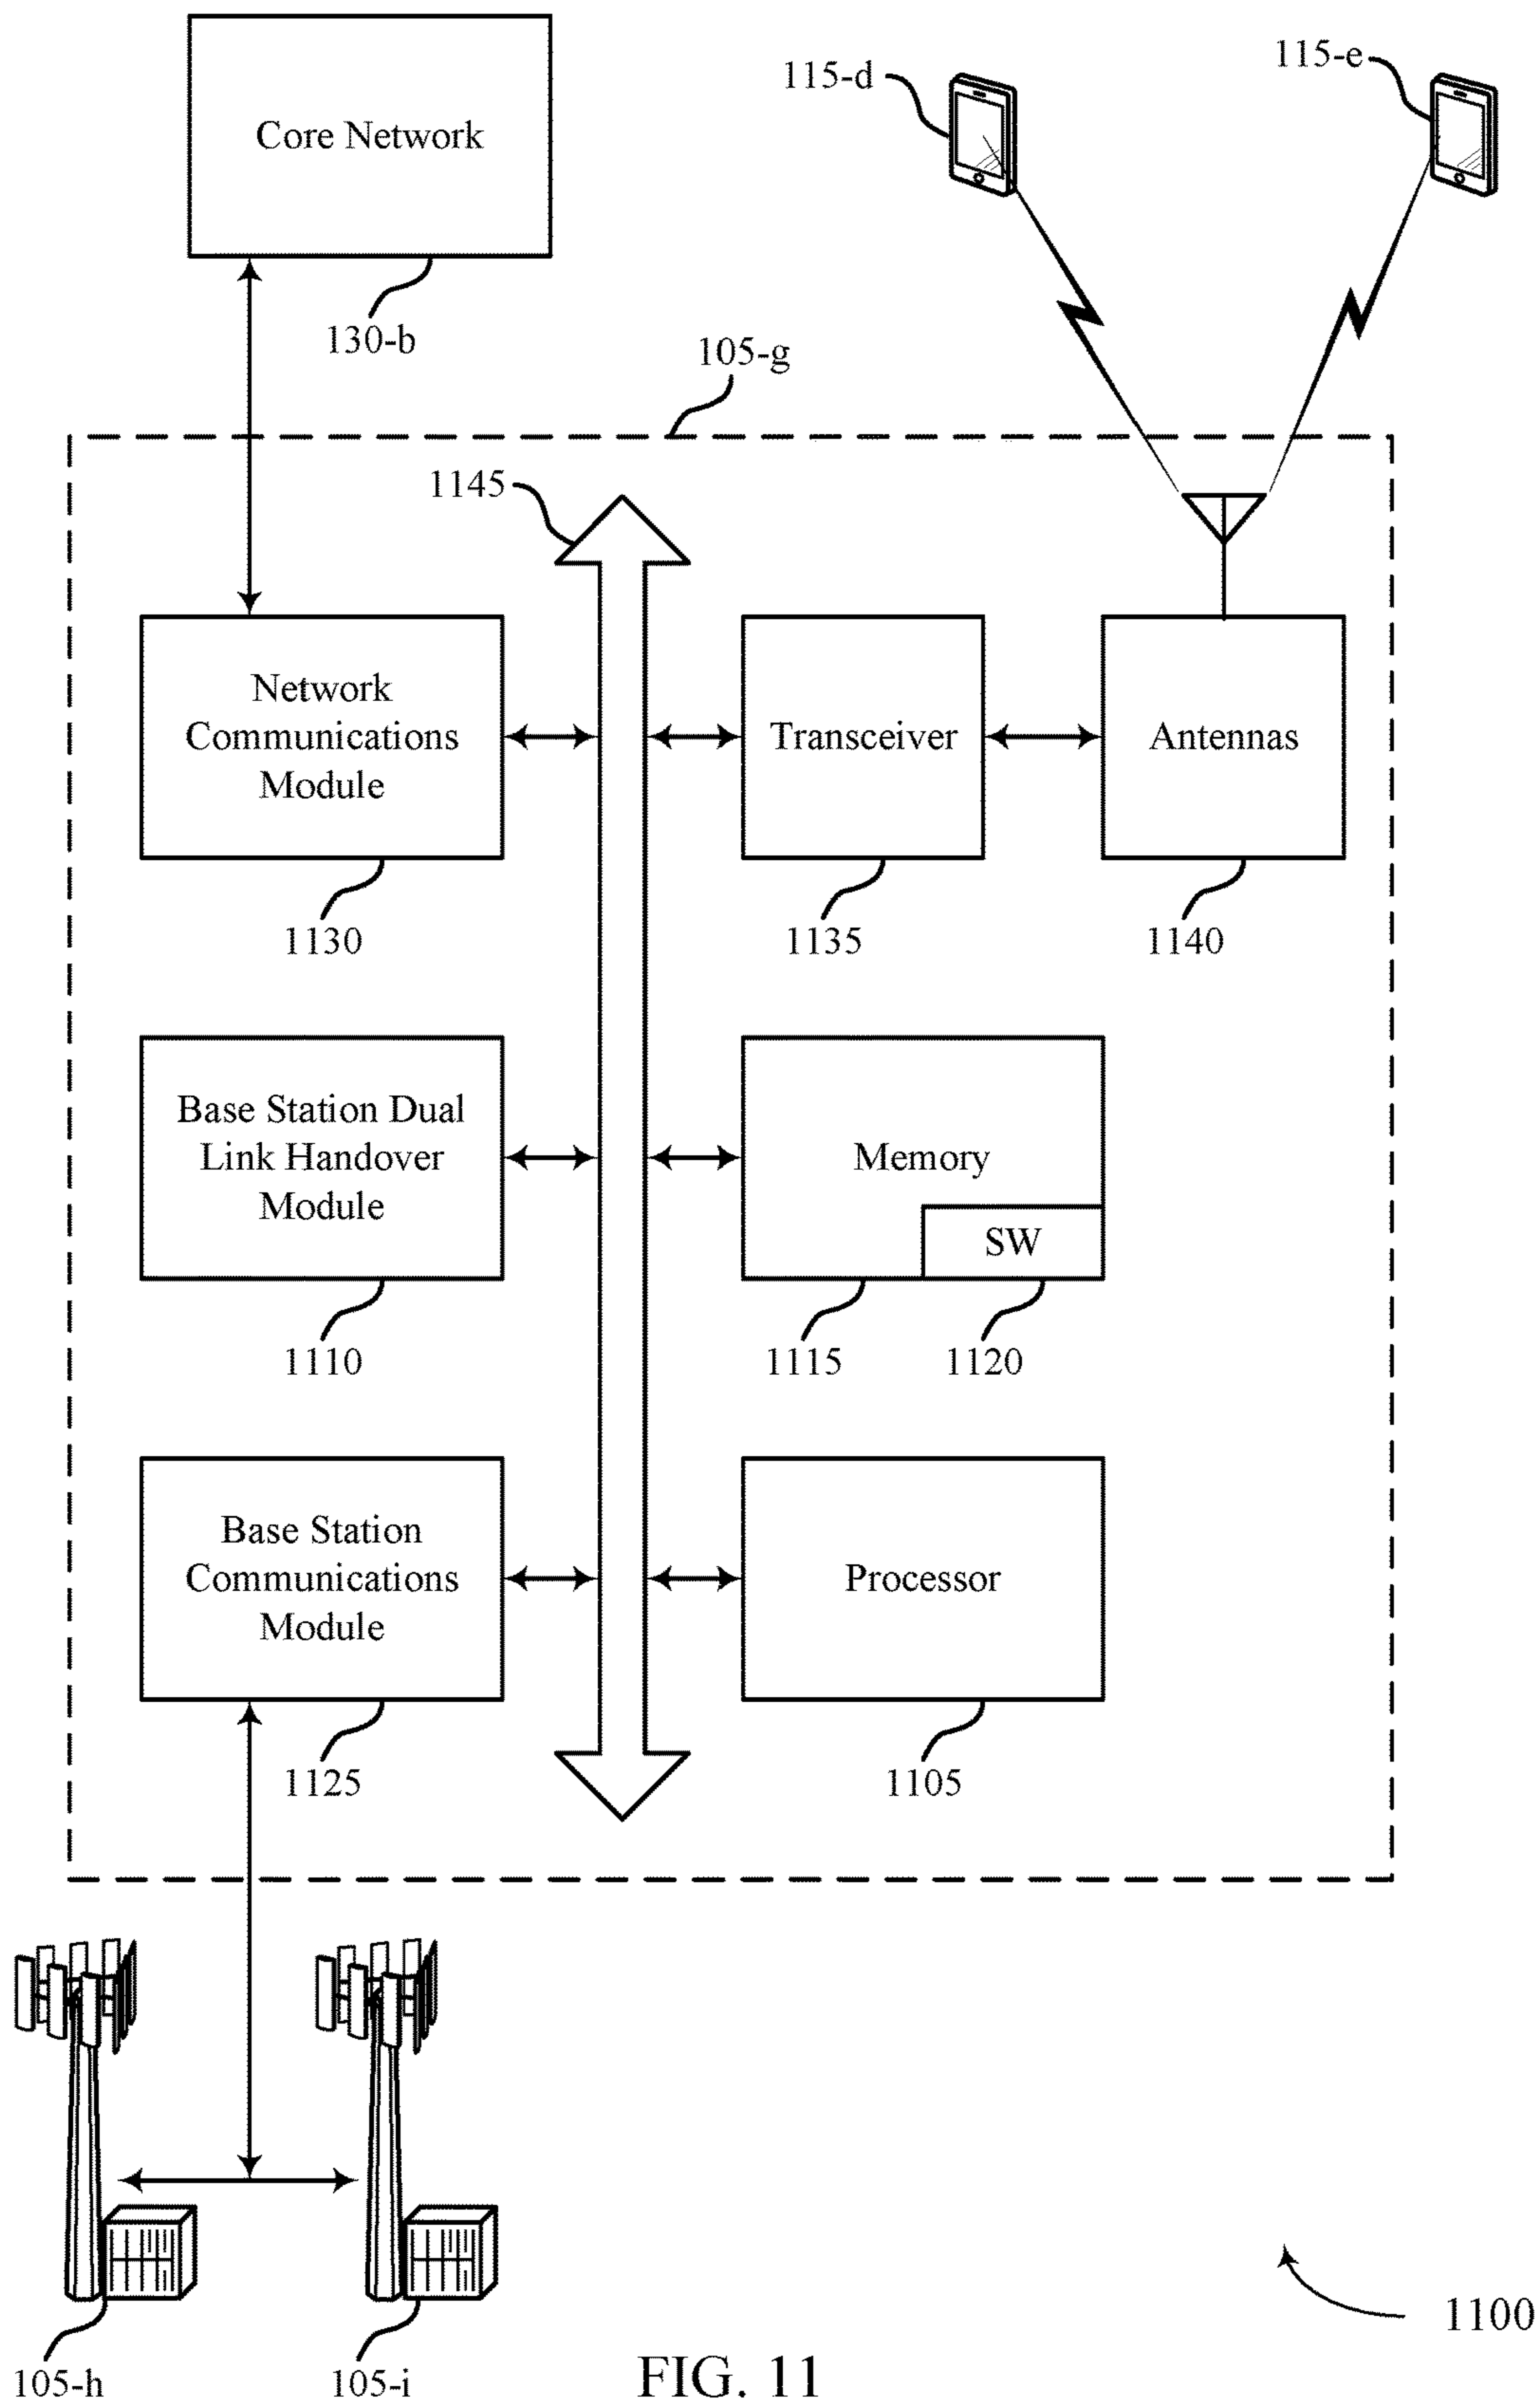 115-d
115-e
Core Network
130-b
105-g
1145
Network
Communications
Module
Transceiver
Antennas
1130
1135
1140
Base Station Dual
Link Handover
Module
Memory
SW
1110
1115
1120
Base Station
Communications
Module
Processor
1125
1105
1100
105-h
105-i
FIG. 11